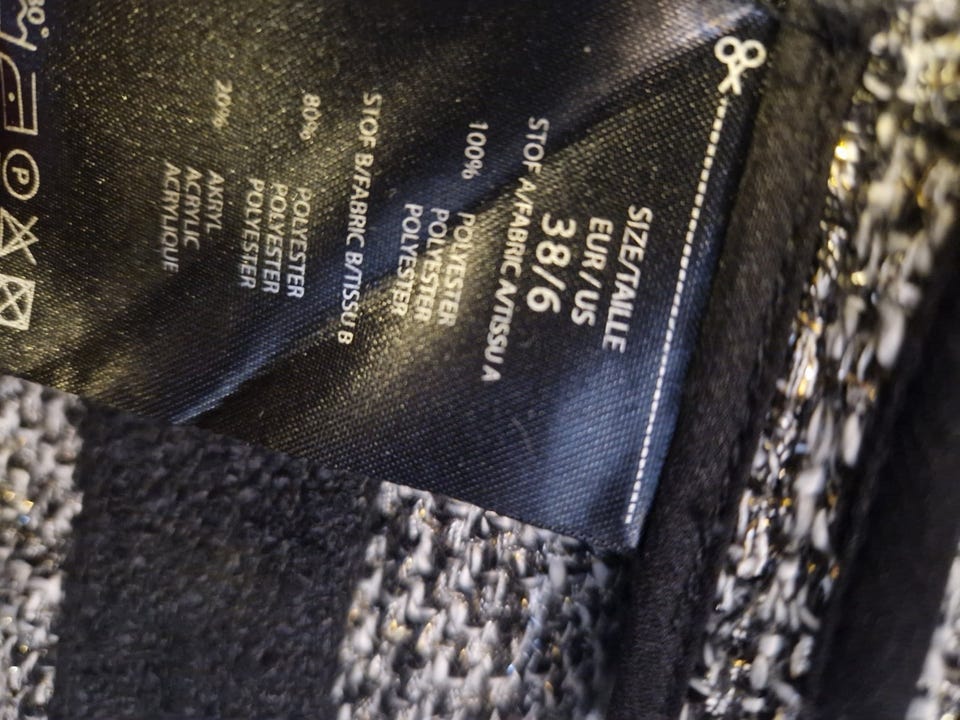 SIZE/TAILLE
EUR/US
38/6
STOF A/FABRIC A/TISSU A
100% POLYESTER
POLYESTER
POLYESTER
STOF B/FABRIC B/TISSU B
80% POLYESTER
POLYESTER
POLYESTER
20% AKRYL
ACRYLIC
ACRYLIQUE
30°
P